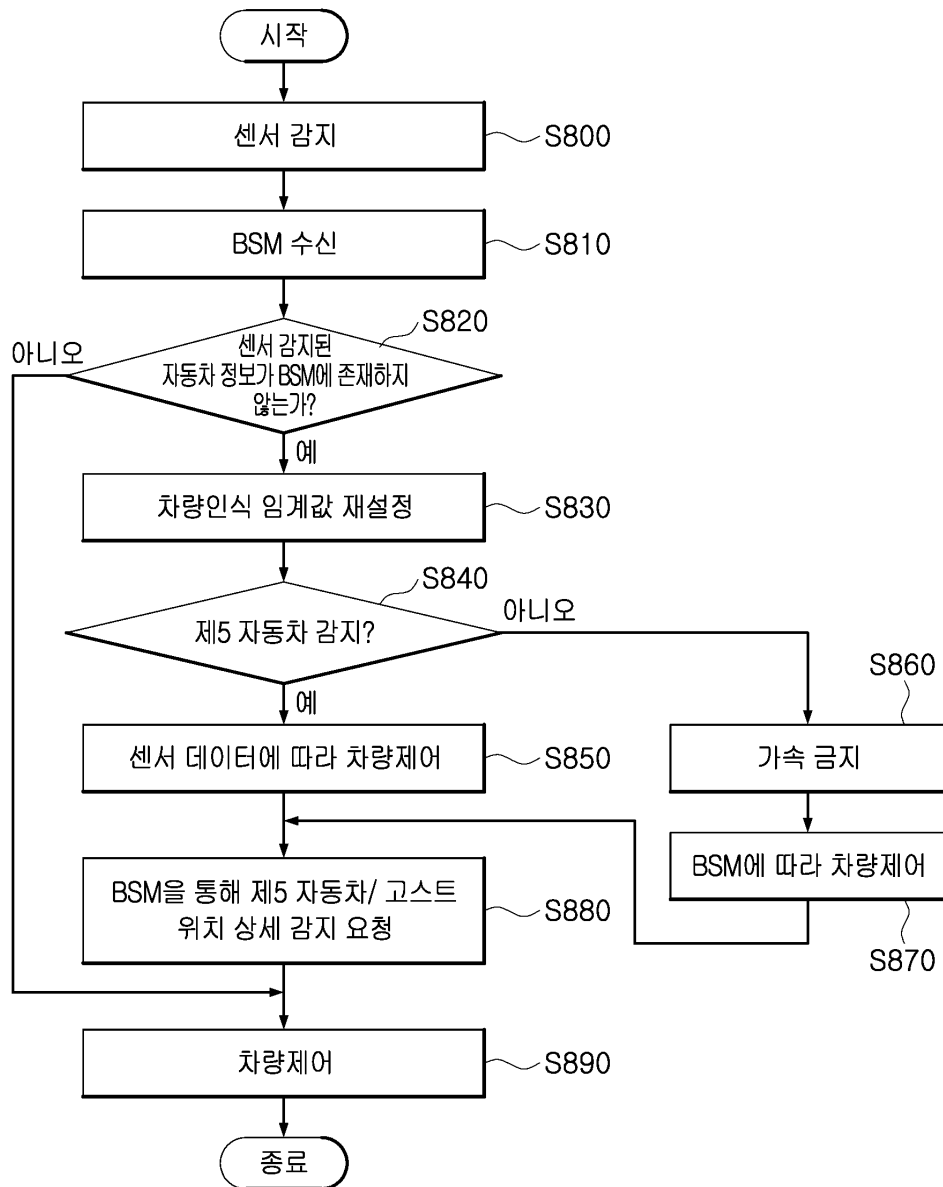 시작
센서 감지
S800
BSM 수신
S810
S820
아니오
센서 감지된
자동차 정보가 BSM에 존재하지
않는가?
예
차량인식 임계값 재설정
S830
S840
제5 자동차 감지?
아니오
예
S860
센서 데이터에 따라 차량제어
S850
가속 금지
BSM에 따라 차량제어
S870
BSM을 통해 제5 자동차/ 고스트
위치 상세 감지 요청
S880
차량제어
S890
종료